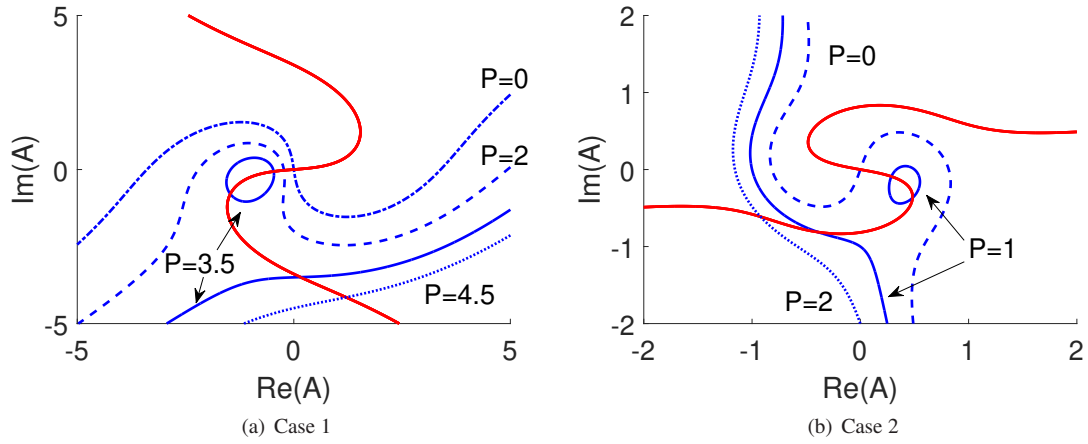 5
0
-5
-5
0
5
Im(A)
Re(A)
P=0
P=2
P=3.5
P=4.5
(a) Case 1
2
1
0
-1
-2
-2
-1
0
1
2
Im(A)
Re(A)
P=0
P=1
P=2
(b) Case 2